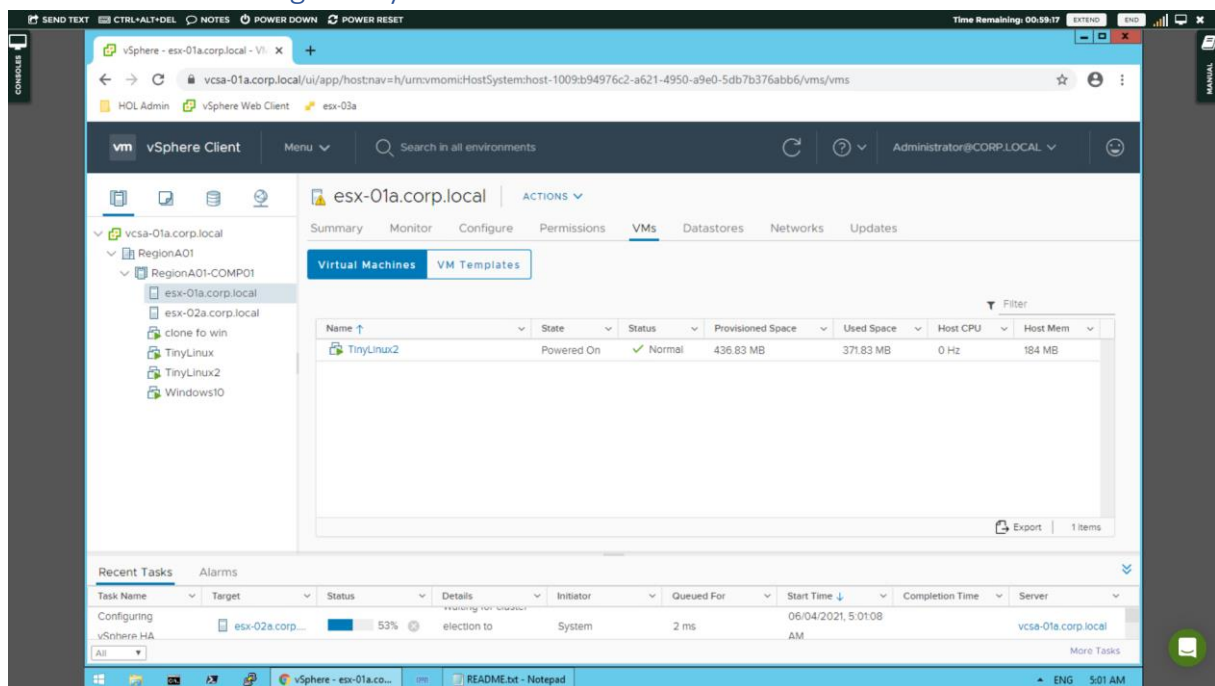 SEND TEXT CTRL+ALT+DEL NOTES POWER DOWN POWER RESET Time Remaining: 00:59:17 EXTEND END
CONSOLES
MANUAL
vSphere - esx-01a.corp.local - VM
vcsa-01a.corp.local/ui/app/host;nav=h/urn:vmomi:HostSystem:host-1009:b94976c2-a621-4950-a9e0-5db7b376abb6/vms/vms
HOL Admin vSphere Web Client esx-03a
vm vSphere Client Menu Search in all environments Administrator@CORP.LOCAL
esx-01a.corp.local ACTIONS
Summary Monitor Configure Permissions VMs Datastores Networks Updates
Virtual Machines VM Templates
vcsa-01a.corp.local
RegionA01
RegionA01-COMP01
esx-01a.corp.local
esx-02a.corp.local
clone fo win
TinyLinux
TinyLinux2
Windows10
Filter
Name State Status Provisioned Space Used Space Host CPU Host Mem
TinyLinux2 Powered On Normal 436.83 MB 371.83 MB 0 Hz 184 MB
Export 1 items
Recent Tasks Alarms
Task Name Target Status Details Initiator Queued For Start Time Completion Time Server
Configuring vSphere HA esx-02a.corp.... 53% election to System 2 ms 06/04/2021, 5:01:08 AM vcsa-01a.corp.local
All More Tasks
vSphere - esx-01a.co... README.txt - Notepad ENG 5:01 AM